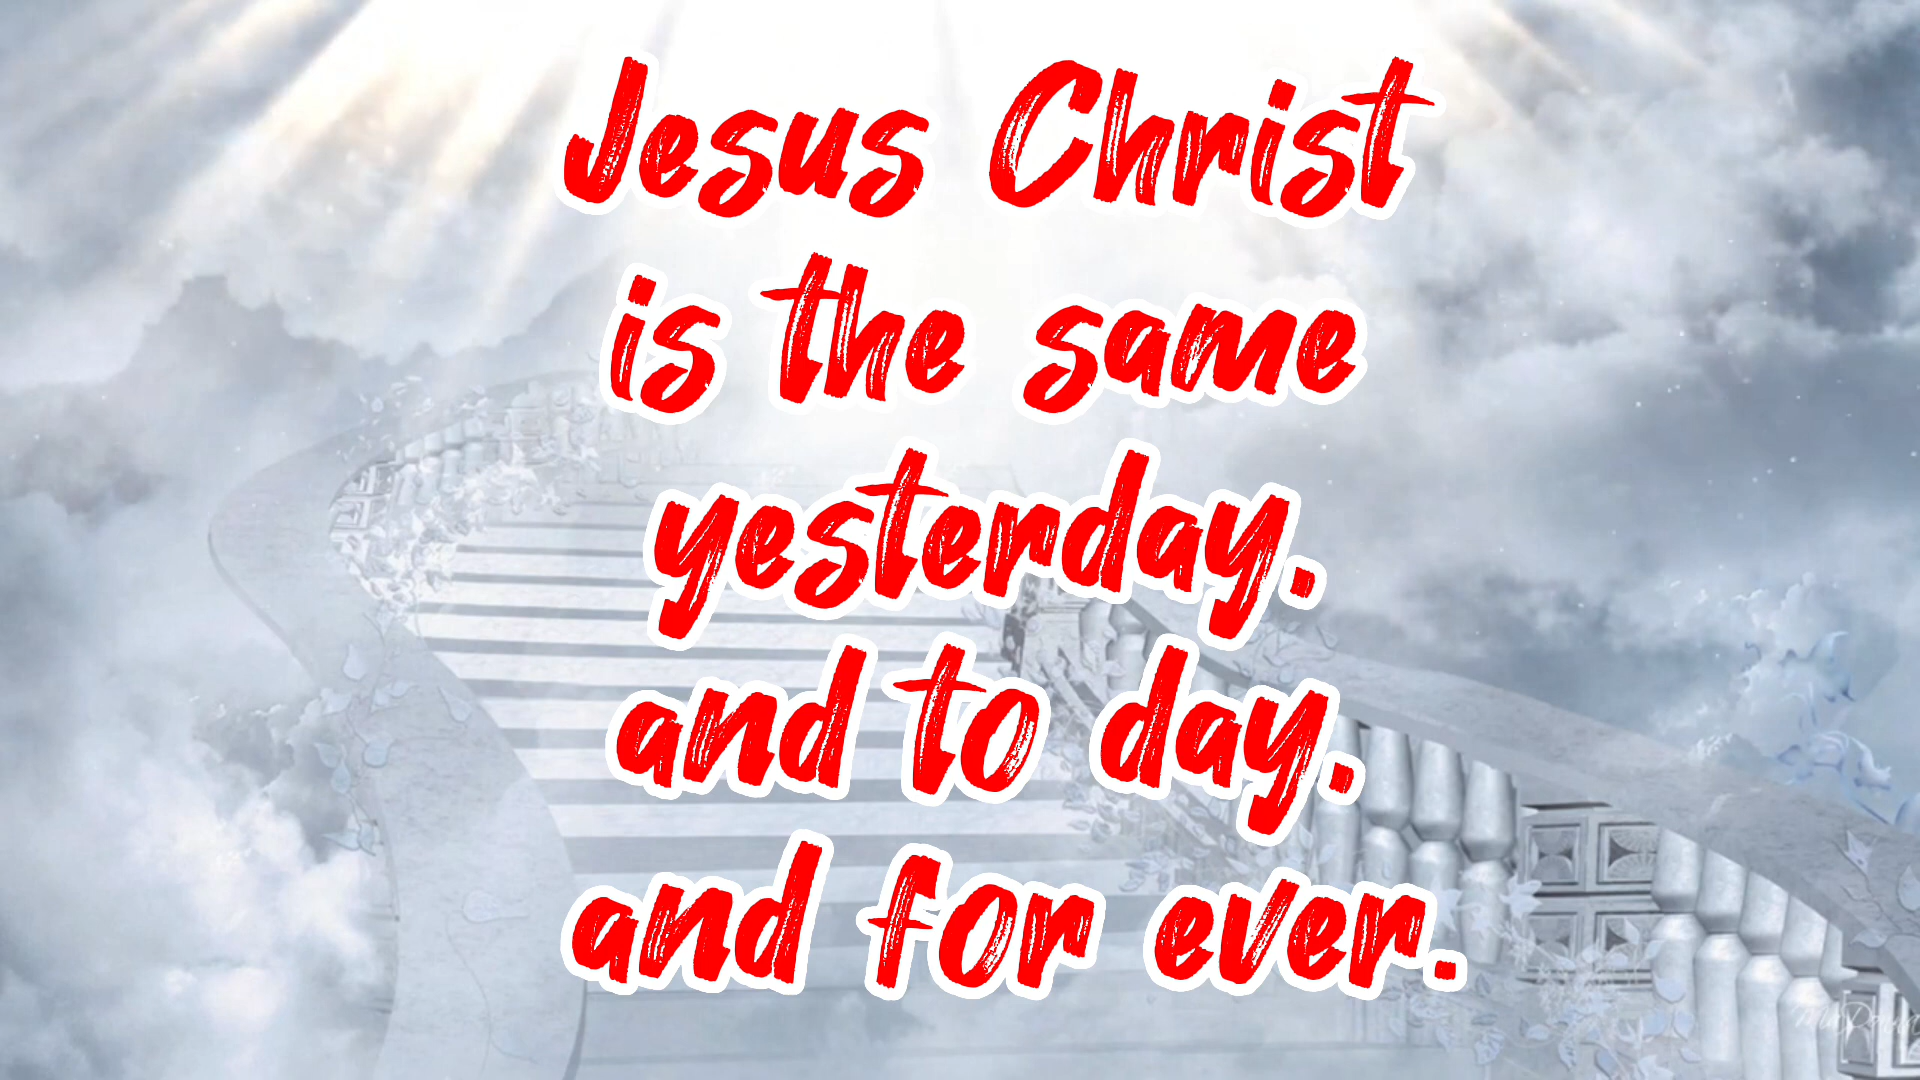 Jesus Christ
is the same
yesterday.
and to day.
and for ever.